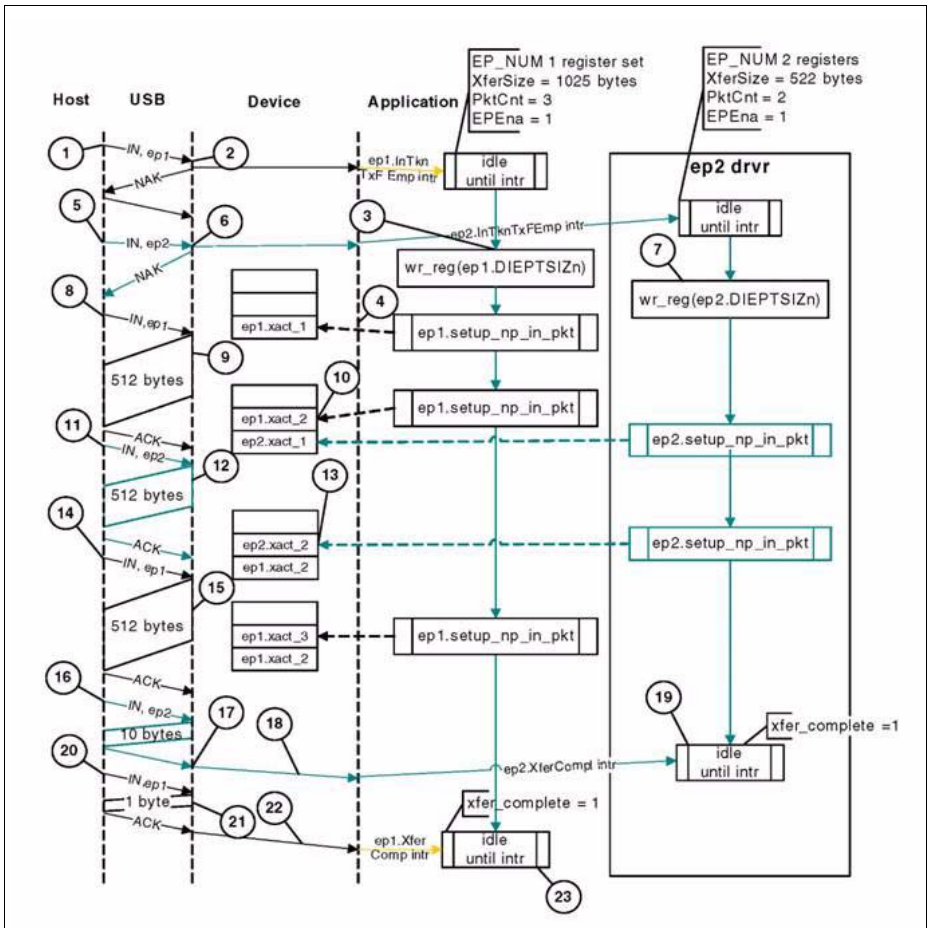 EP_NUM 1 register set
XferSize = 1025 bytes
PktCnt = 3
EPEna = 1
EP_NUM 2 registers
XferSize = 522 bytes
PktCnt = 2
EPEna = 1
Host
USB
Device
Application
1
IN, ep1
2
ep1.InTkn
TxF Emp intr
idle
until intr
ep2 drvr
NAK
5
6
3
IN, ep2
ep2.InTknTxFEmp intr
idle
until intr
7
wr_reg(ep1.DIEPTSIZn)
wr_reg(ep2.DIEPTSIZn)
NAK
8
IN,ep1
4
ep1.xact_1
ep1.setup_np_in_pkt
9
512 bytes
10
ep1.xact_2
ep1.setup_np_in_pkt
11
ACK
ep2.xact_1
ep2.setup_np_in_pkt
IN, ep2
12
512 bytes
13
14
ACK
ep2.xact_2
ep2.setup_np_in_pkt
IN, ep1
ep1.xact_2
15
512 bytes
ep1.xact_3
ep1.setup_np_in_pkt
ep1.xact_2
16
ACK
IN, ep2
17
18
19
xfer_complete =1
10 bytes
idle
until intr
20
ep2.XferCompl intr
IN,ep1
1 byte
21
22
xfer_complete = 1
ACK
ep1.Xfer
Comp intr
idle
until intr
23